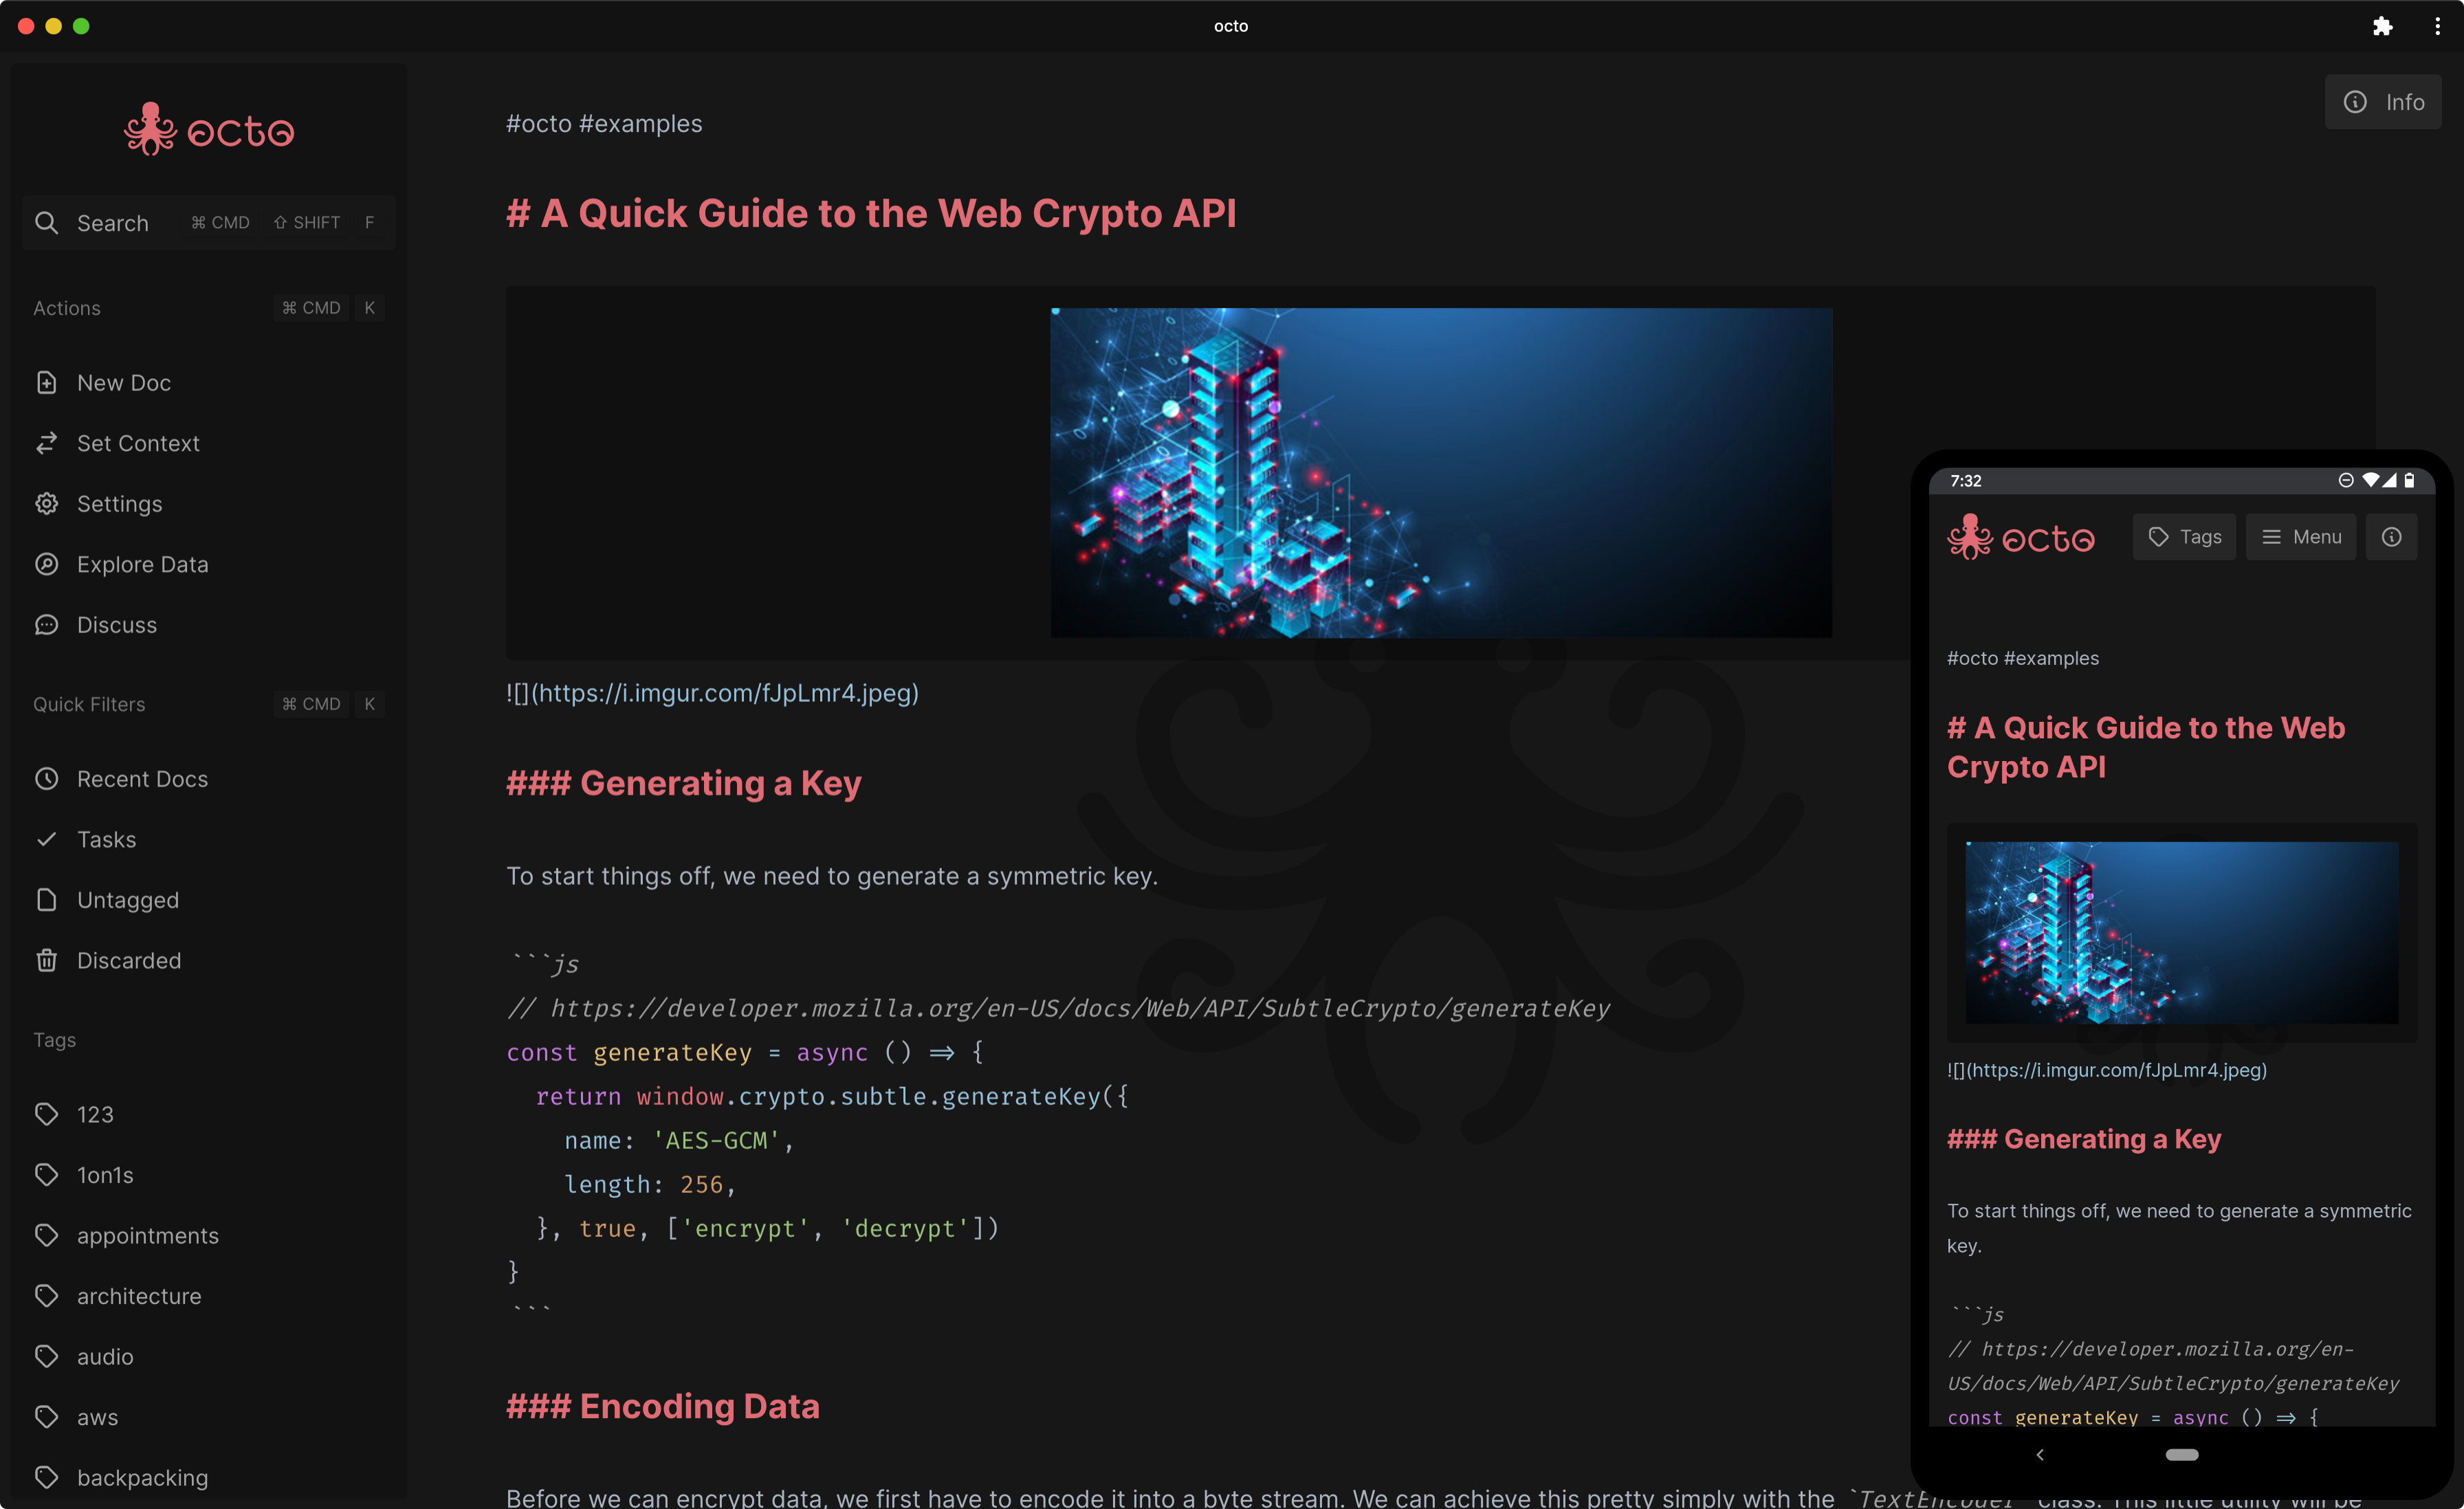 octo
octo
Search ⌘ CMD ⇧ SHIFT F
Actions ⌘ CMD K
New Doc
Set Context
Settings
Explore Data
Discuss
Quick Filters ⌘ CMD K
Recent Docs
Tasks
Untagged
Discarded
Tags
123
1on1s
appointments
architecture
audio
aws
backpacking
Info
#octo #examples
# A Quick Guide to the Web Crypto API
![](https://i.imgur.com/fJpLmr4.jpeg)
### Generating a Key
To start things off, we need to generate a symmetric key.
```js
// https://developer.mozilla.org/en-US/docs/Web/API/SubtleCrypto/generateKey
const generateKey = async () => {
  return window.crypto.subtle.generateKey({
    name: 'AES-GCM',
    length: 256,
  }, true, ['encrypt', 'decrypt'])
}
```
### Encoding Data
Before we can encrypt data, we first have to encode it into a byte stream. We can achieve this pretty simply with the `TextEncoder` class. This little utility will be
7:32
octo Tags Menu
#octo #examples
# A Quick Guide to the Web
Crypto API
![](https://i.imgur.com/fJpLmr4.jpeg)
### Generating a Key
To start things off, we need to generate a symmetric
key.
```js
// https://developer.mozilla.org/en-
US/docs/Web/API/SubtleCrypto/generateKey
const generateKey = async () => {